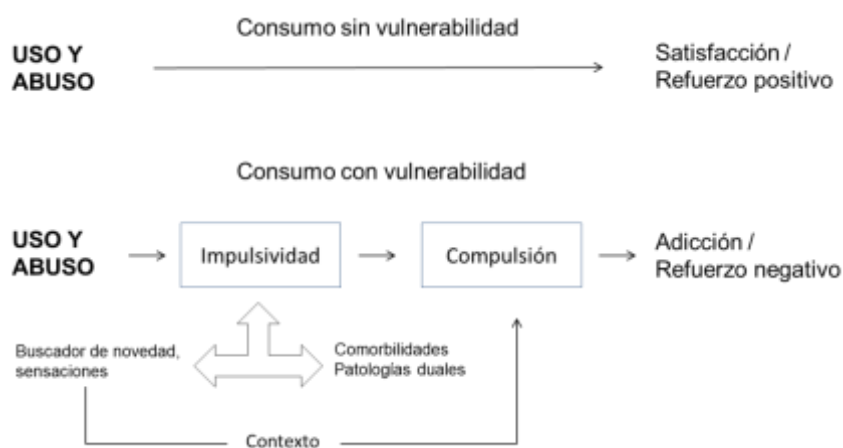 Consumo sin vulnerabilidad
USO Y
ABUSO
Satisfacción /
Refuerzo positivo
Consumo con vulnerabilidad
USO Y
ABUSO
Impulsividad
Compulsión
Adicción /
Refuerzo negativo
Buscador de novedad,
sensaciones
Comorbilidades
Patologías duales
Contexto